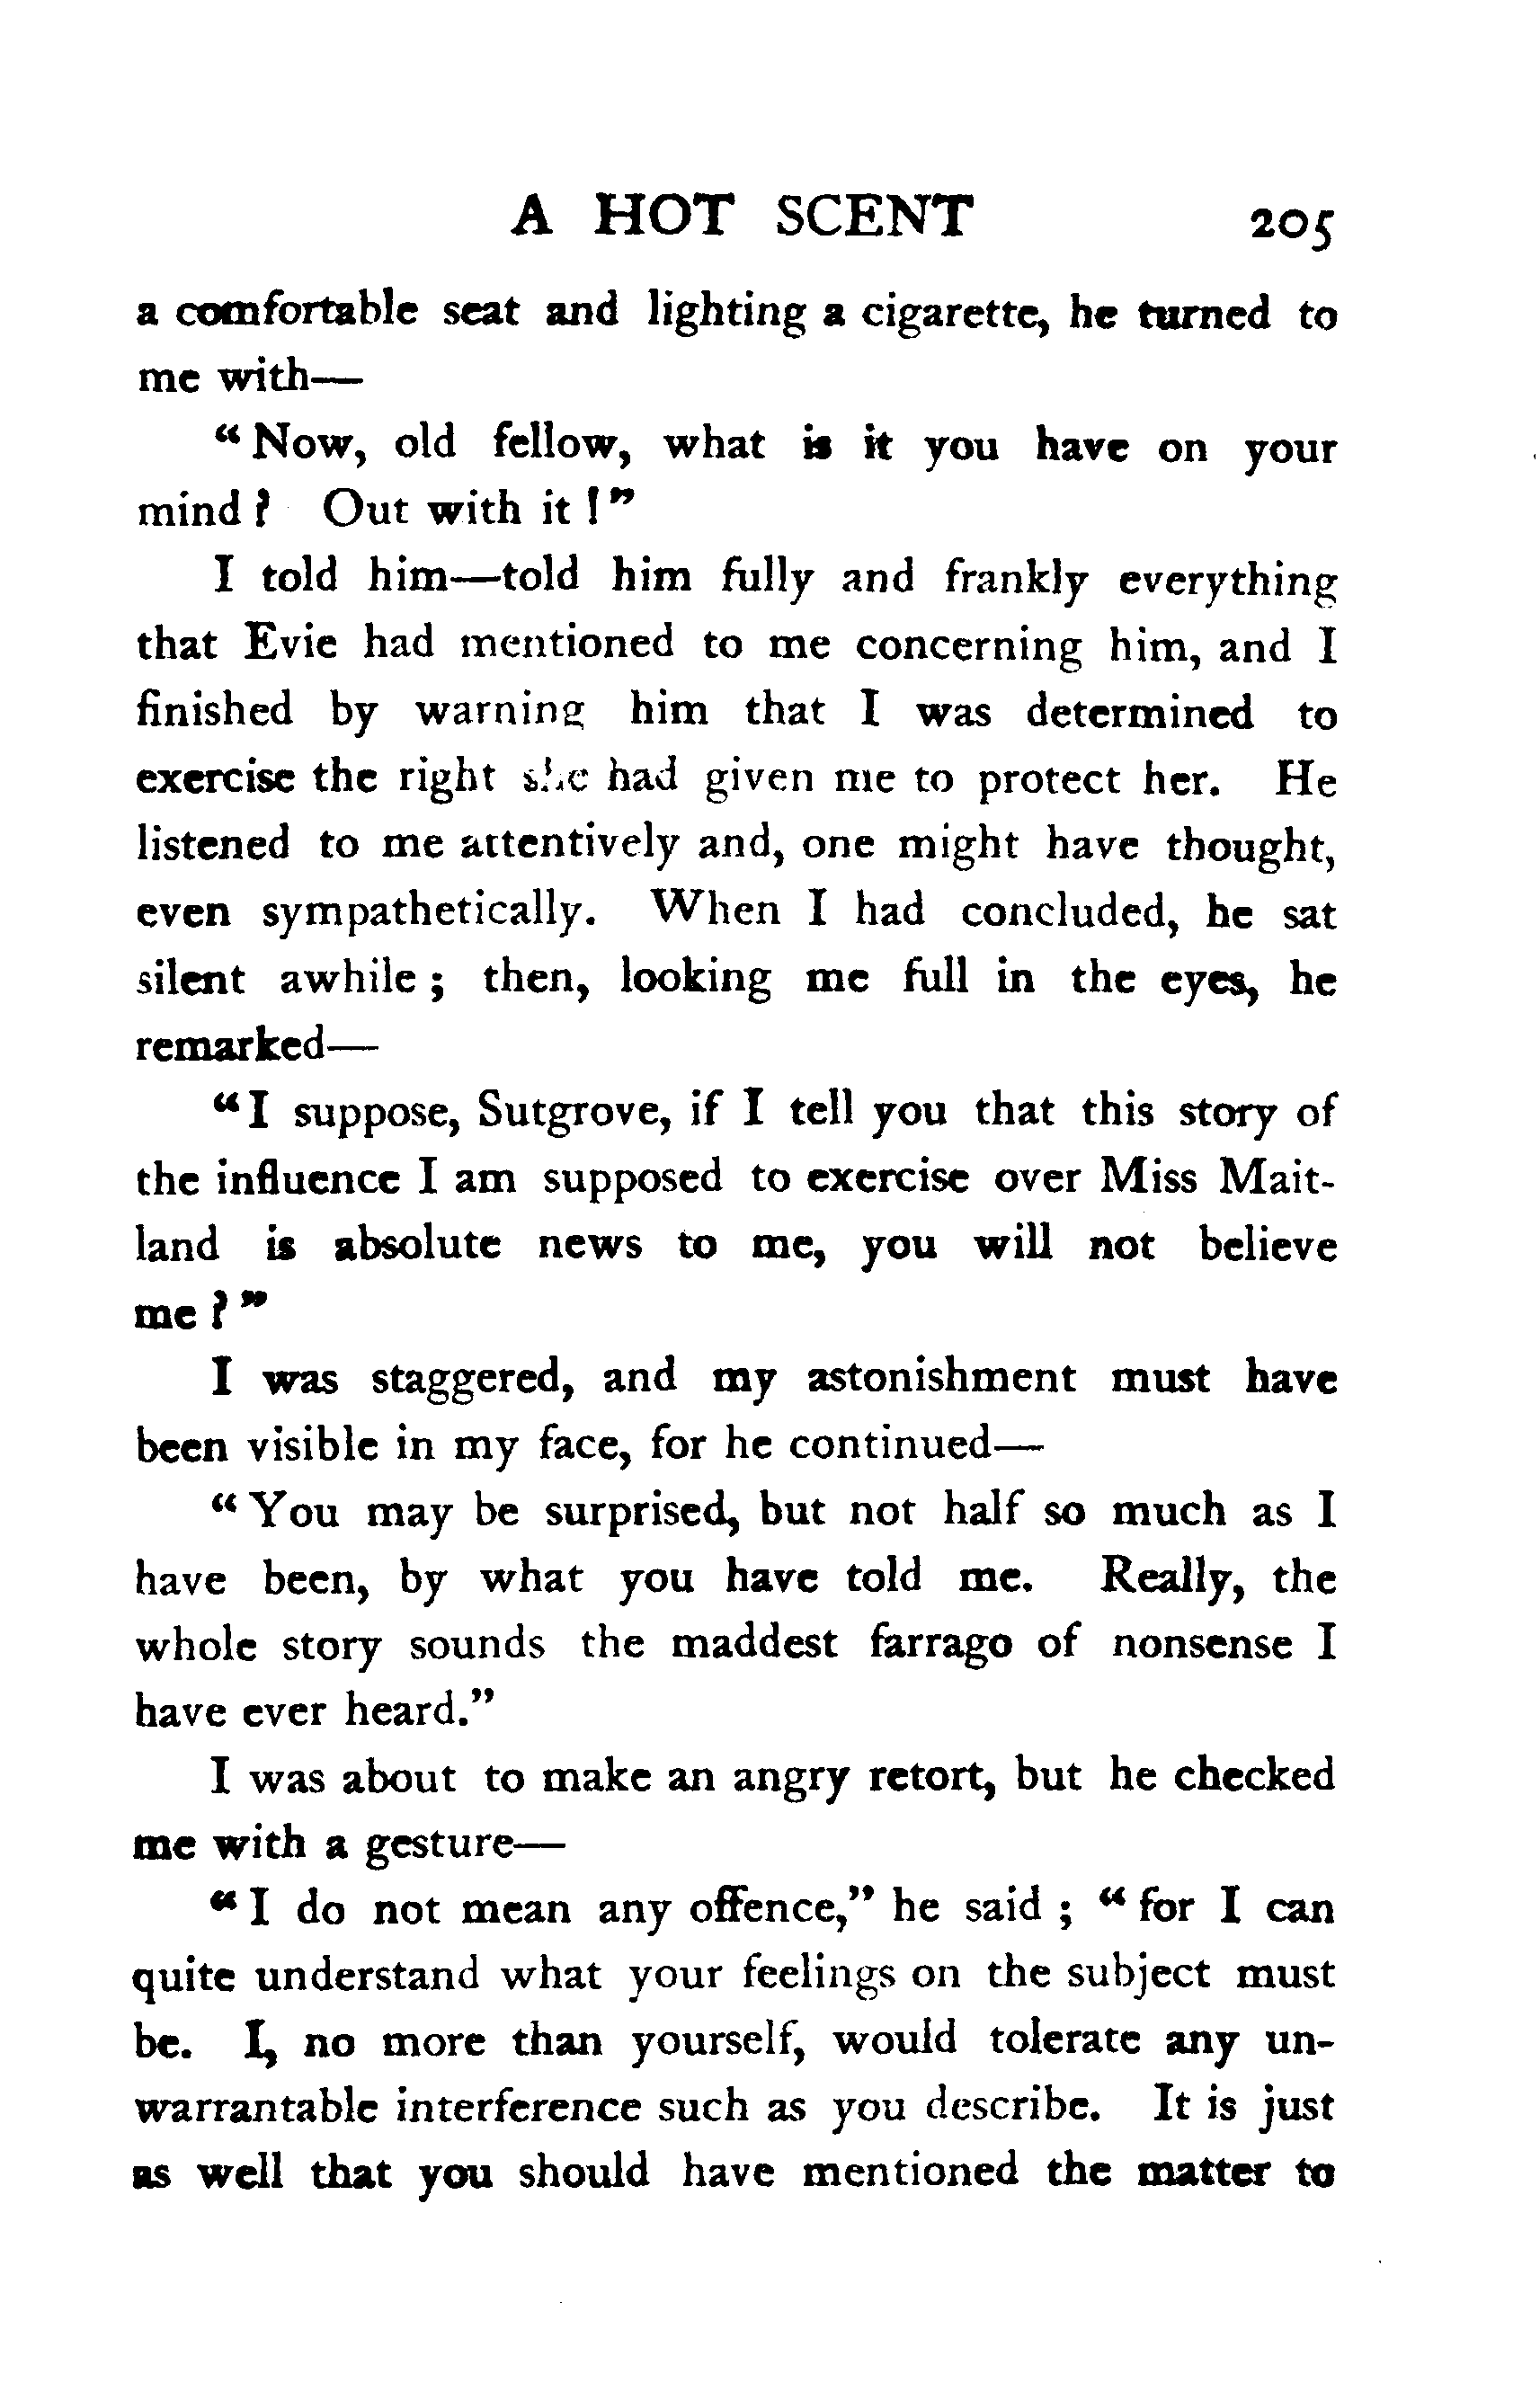 A HOT SCENT 205
a comfortable seat and lighting a cigarette, he turned to
me with—
“Now, old fellow, what is it you have on your
mind? Out with it!”
I told him—told him fully and frankly everything
that Evie had mentioned to me concerning him, and I
finished by warning him that I was determined to
exercise the right she had given me to protect her. He
listened to me attentively and, one might have thought,
even sympathetically. When I had concluded, he sat
silent awhile; then, looking me full in the eyes, he
remarked—
“I suppose, Sutgrove, if I tell you that this story of
the influence I am supposed to exercise over Miss Mait-
land is absolute news to me, you will not believe
me?”
I was staggered, and my astonishment must have
been visible in my face, for he continued—
“You may be surprised, but not half so much as I
have been, by what you have told me. Really, the
whole story sounds the maddest farrago of nonsense I
have ever heard.”
I was about to make an angry retort, but he checked
me with a gesture—
“I do not mean any offence,” he said; “for I can
quite understand what your feelings on the subject must
be. I, no more than yourself, would tolerate any un-
warrantable interference such as you describe. It is just
as well that you should have mentioned the matter to